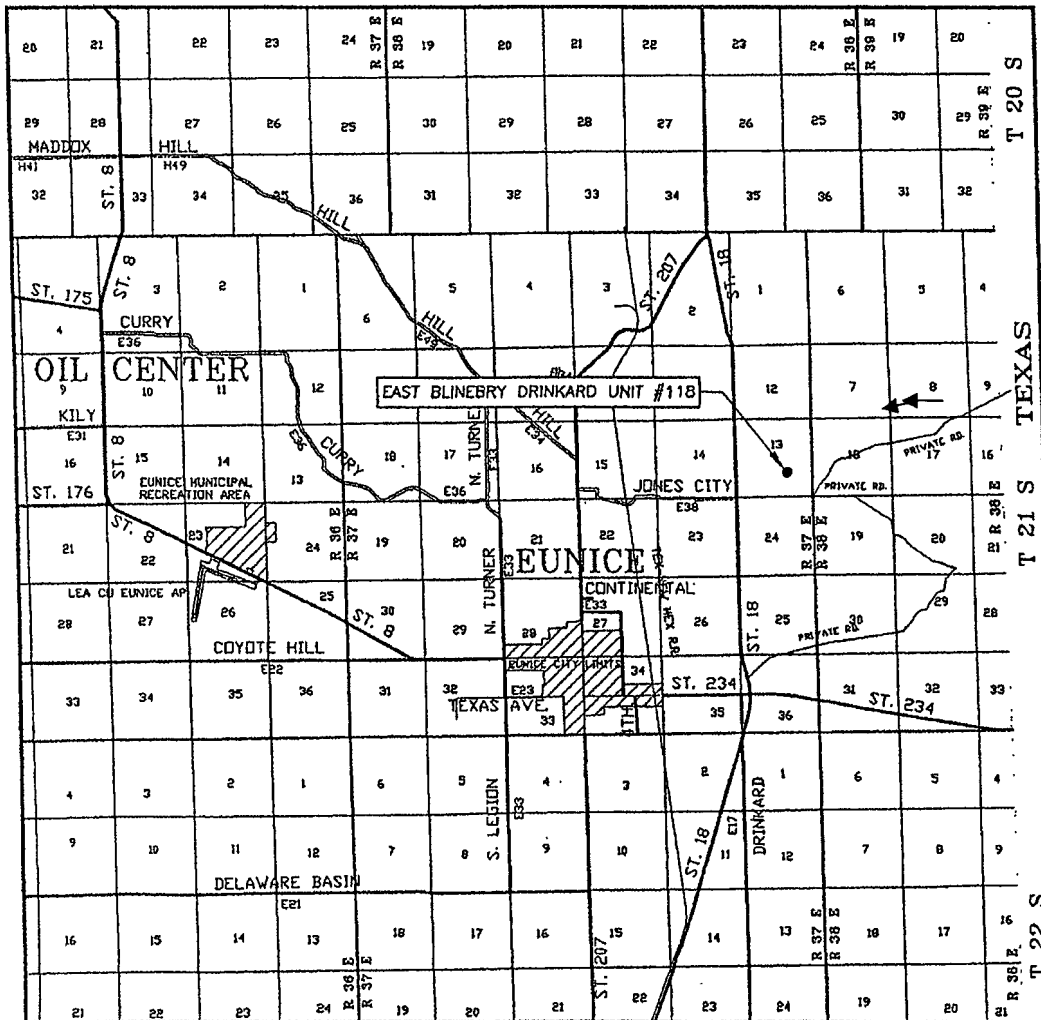 20 21 22 23 24 R 37 E R 38 E 19 20 21 22 23 24 R 38 E R 39 E 19 20
29 28 27 26 25 30 29 28 27 26 25 30 29 R 39 E
T 20 S
MADDOX HILL
H41 H49
32 ST. 8 33 34 35 36 31 32 33 34 35 36 31 32
HILL
ST. 175 ST. 8 3 2 1 5 4 3 ST. 207 2 ST. 18 1 6 5 4
4 CURRY 6 HILL
E36 E49
OIL CENTER
9 10 11 12 12 7 8 9
EAST BLINEBRY DRINKARD UNIT #118
TEXAS
KILY
E31 ST. 8 CURRY E36 N. TURNER E33 HILL E34 13 PRIVATE RD.
16 15 14 13 18 17 16 15 14 18 17 16
ST. 176 EUNICE MUNICIPAL
RECREATION AREA
E36 JONES CITY PRIVATE RD.
E38
R 38 E
T 21 S
21 22 23 24 R 36 E R 37 E 19 20 21 22 23 24 R 37 E R 38 E 19 20 21
ST. 8
EUNICE
CONTINENTAL
LEA CO EUNICE AP
28 27 26 25 30 29 28 27 26 25 30 29 28
ST. 8 N. TURNER E33 E33 ST. 18 PRIVATE RD.
COYOTE HILL
E22
EUNICE CITY LIMITS 34
33 34 35 36 31 32 E23 ST. 234 31 32 33
TEXAS AVE. 33 4TH 35 36 ST. 234
4 3 2 1 6 5 4 3 2 1 6 5 4
S. LEGION E33 ST. 18 E17 DRINKARD
9 10 11 12 7 8 9 10 11 12 7 8 9
DELAWARE BASIN
E21
16 15 14 13 18 17 16 15 14 13 R 37 E R 38 E 18 17 16
R 36 E R 37 E ST. 207 R 38 E T 22 S
21 22 23 24 19 20 21 22 23 24 19 20 21